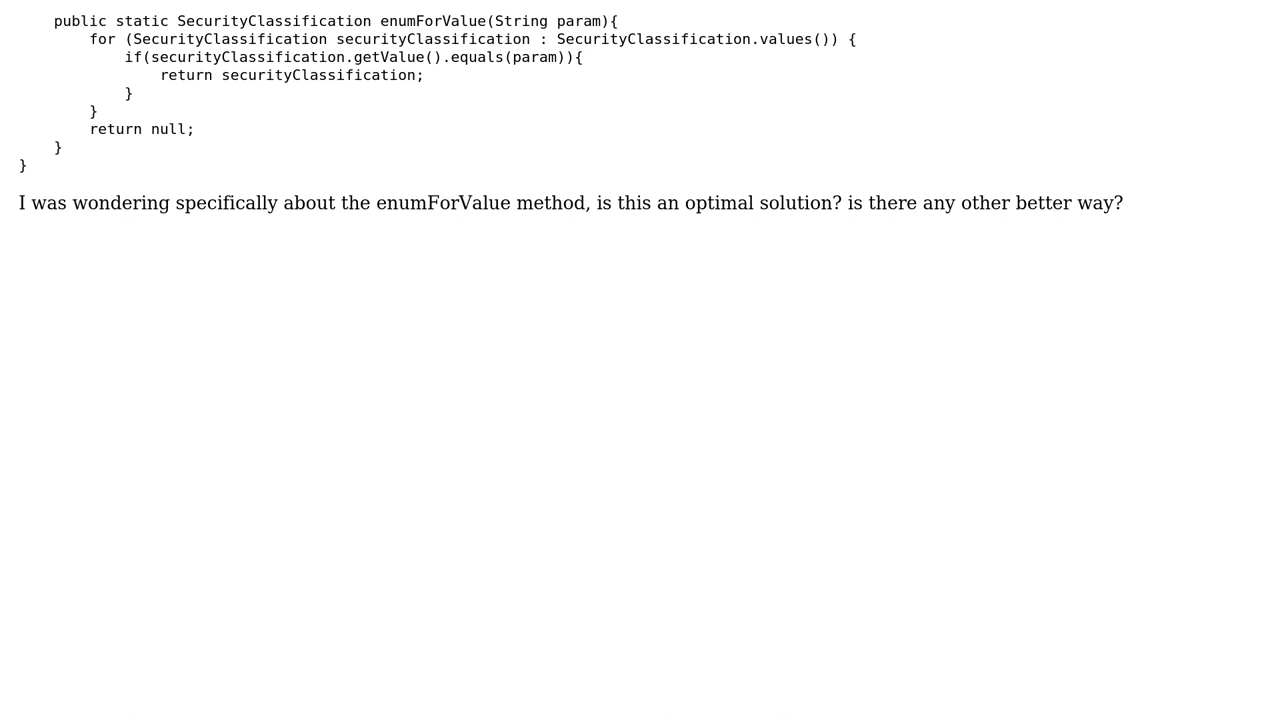 public static SecurityClassification enumForValue(String param){
        for (SecurityClassification securityClassification : SecurityClassification.values()) {
            if(securityClassification.getValue().equals(param)){
                return securityClassification;
            }
        }
        return null;
    }
}
I was wondering specifically about the enumForValue method, is this an optimal solution? is there any other better way?